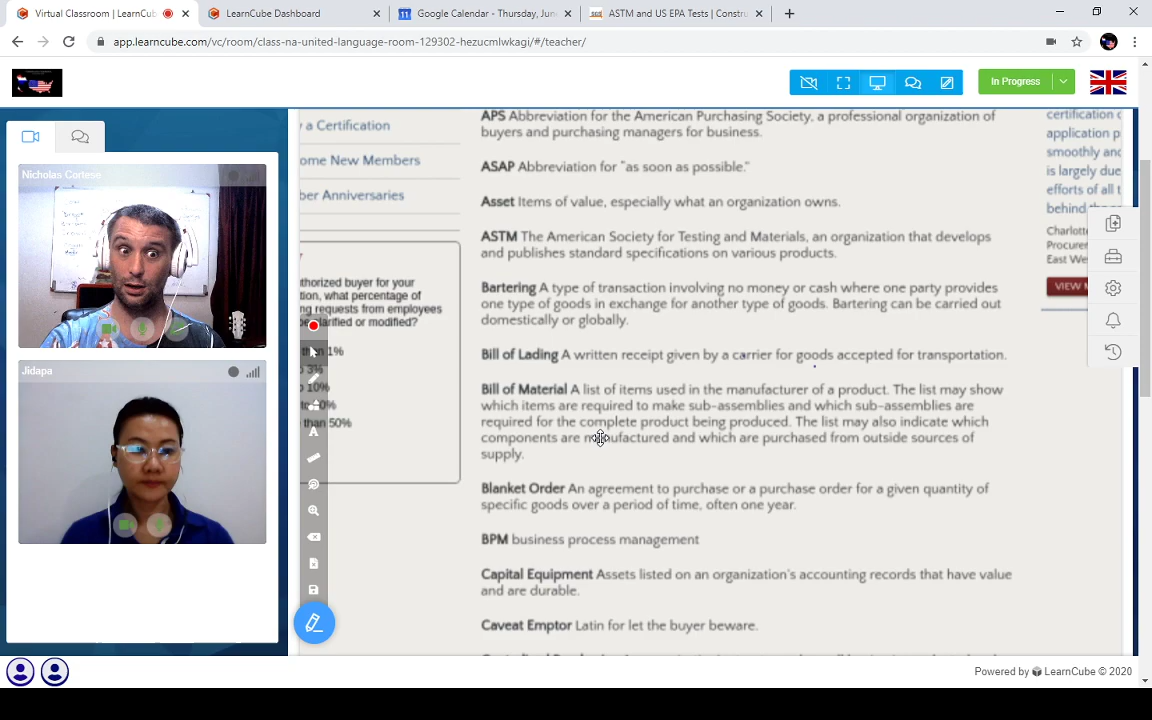 Virtual Classroom | LearnCub
LearnCube Dashboard
Google Calendar - Thursday, Jun
ASTM and US EPA Tests | Constru
app.learncube.com/vc/room/class-na-united-language-room-129302-hezucmlwkagi/#/teacher/
In Progress
Nicholas Cortese
Jidapa
a Certification
ome New Members
ber Anniversaries
thorized buyer for your
tion, what percentage of
ng requests from employees
be clarified or modified?
than 1%
3%
10%
than 50%
APS Abbreviation for the American Purchasing Society, a professional organization of
buyers and purchasing managers for business.
ASAP Abbreviation for "as soon as possible."
Asset Items of value, especially what an organization owns.
ASTM The American Society for Testing and Materials, an organization that develops
and publishes standard specifications on various products.
Bartering A type of transaction involving no money or cash where one party provides
one type of goods in exchange for another type of goods. Bartering can be carried out
domestically or globally.
Bill of Lading A written receipt given by a carrier for goods accepted for transportation.
Bill of Material A list of items used in the manufacturer of a product. The list may show
which items are required to make sub-assemblies and which sub-assemblies are
required for the complete product being produced. The list may also indicate which
components are manufactured and which are purchased from outside sources of
supply.
Blanket Order An agreement to purchase or a purchase order for a given quantity of
specific goods over a period of time, often one year.
BPM business process management
Capital Equipment Assets listed on an organization's accounting records that have value
and are durable.
Caveat Emptor Latin for let the buyer beware.
certification
application p
smoothly and
is largely due
efforts of all t
behind
Charlotte
Procure
East We
VIEW M
Powered by LearnCube © 2020